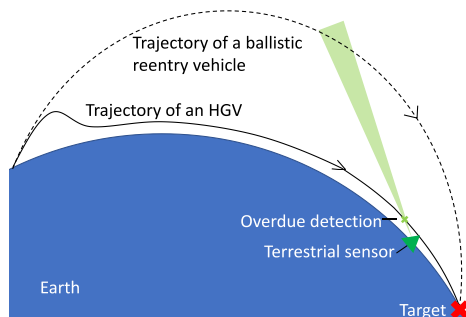 Trajectory of a ballistic
reentry vehicle
Trajectory of an HGV
Overdue detection
Terrestrial sensor
Earth
Target